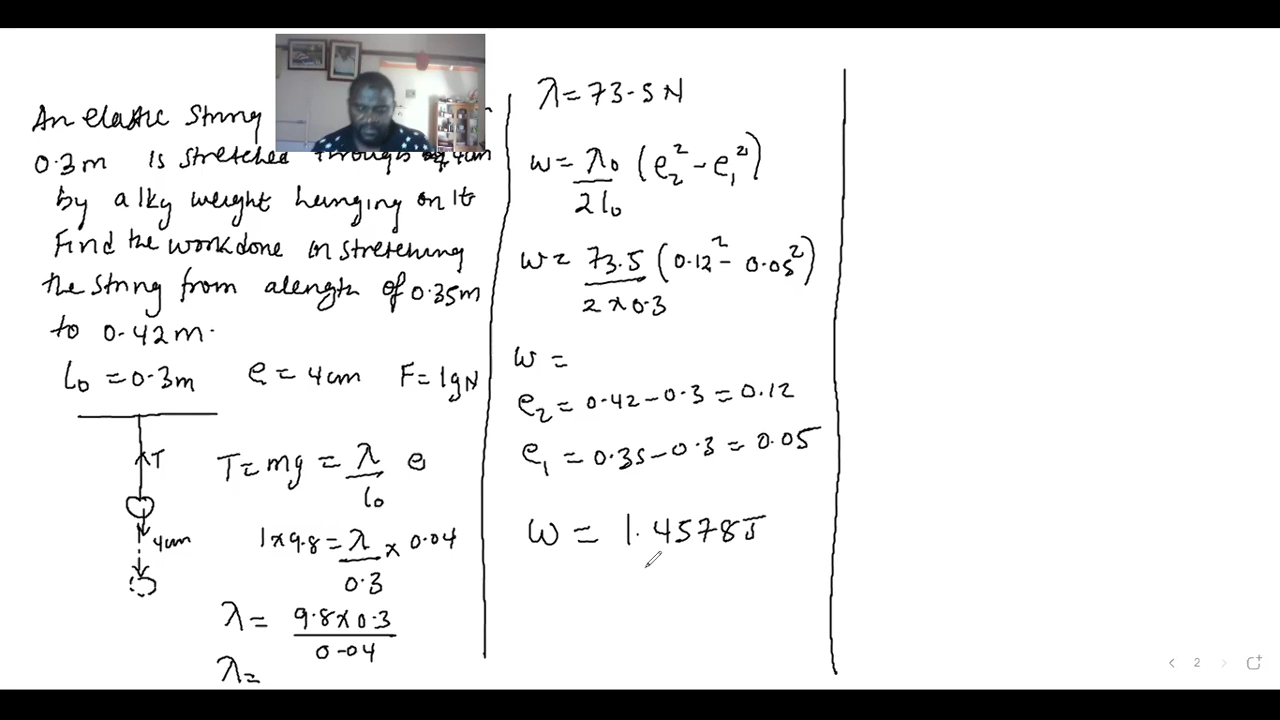 An elastic string
0.3m is stretched through of 4cm
by a 1kg weight hanging on it
Find the workdone in stretching
the string from a length of 0.35m
to 0.42m.
l₀ = 0.3m e = 4cm F = 1gN
T
4cm
T = mg = λ/l₀ e
1×9.8 = λ/0.3 × 0.04
λ = 9.8×0.3/0.04
λ=
λ = 73.5N
W = λ₀/2l₀ (e₂² - e₁²)
W = 73.5/2×0.3 (0.12² - 0.05²)
W =
e₂ = 0.42 - 0.3 = 0.12
e₁ = 0.35 - 0.3 = 0.05
W = 1.4578J
2